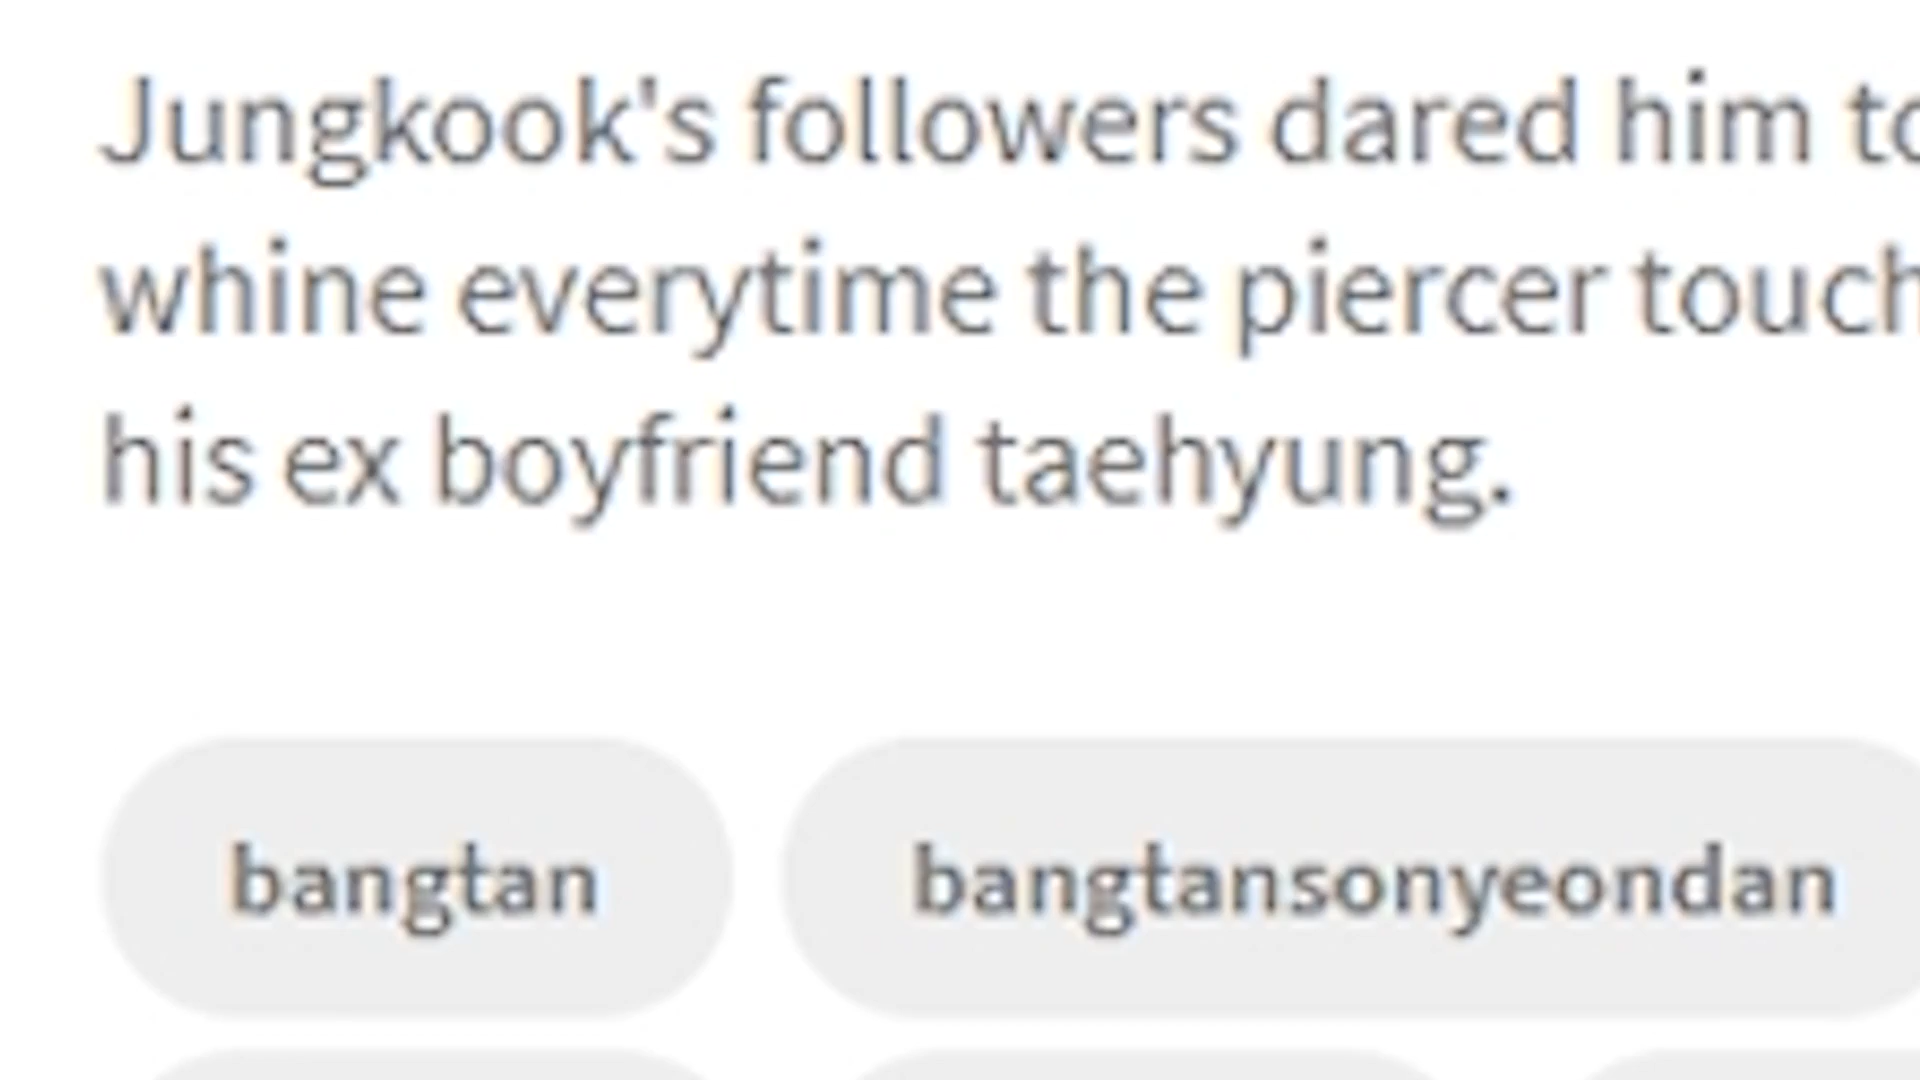 Jungkook's followers dared him to
whine everytime the piercer touch
his ex boyfriend taehyung.
bangtan
bangtansonyeondan